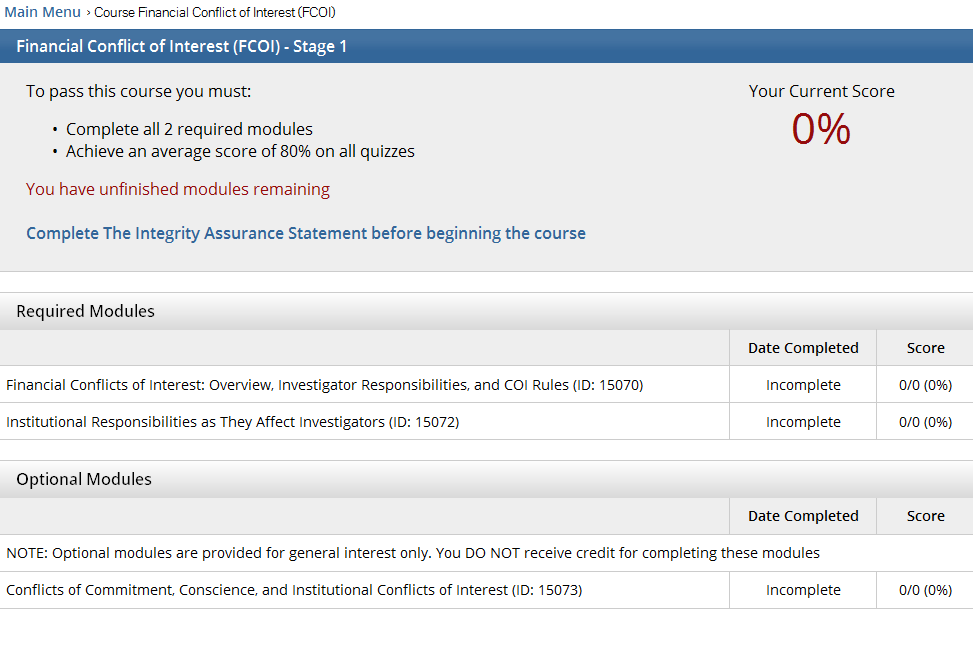 Main Menu › Course Financial Conflict of Interest (FCOI)
Financial Conflict of Interest (FCOI) - Stage 1
To pass this course you must:
Your Current Score
0%
• Complete all 2 required modules
• Achieve an average score of 80% on all quizzes
You have unfinished modules remaining
Complete The Integrity Assurance Statement before beginning the course
Required Modules
Date Completed Score
Financial Conflicts of Interest: Overview, Investigator Responsibilities, and COI Rules (ID: 15070) Incomplete 0/0 (0%)
Institutional Responsibilities as They Affect Investigators (ID: 15072) Incomplete 0/0 (0%)
Optional Modules
Date Completed Score
NOTE: Optional modules are provided for general interest only. You DO NOT receive credit for completing these modules
Conflicts of Commitment, Conscience, and Institutional Conflicts of Interest (ID: 15073) Incomplete 0/0 (0%)